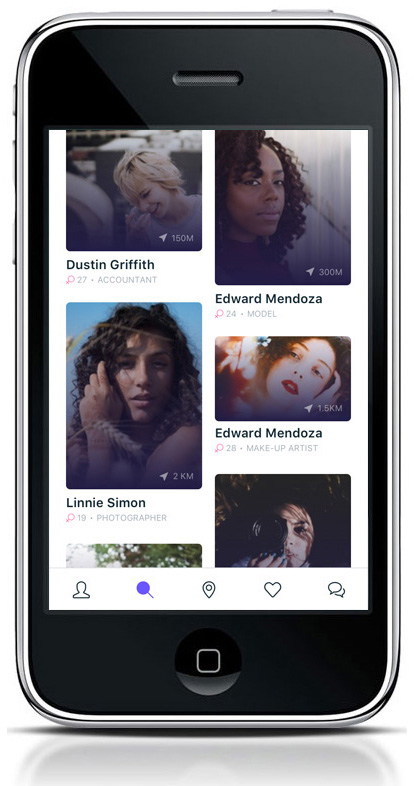 150M
Dustin Griffith
27 • ACCOUNTANT
300M
Edward Mendoza
24 • MODEL
2 KM
Linnie Simon
19 • PHOTOGRAPHER
1.5KM
Edward Mendoza
28 • MAKE-UP ARTIST